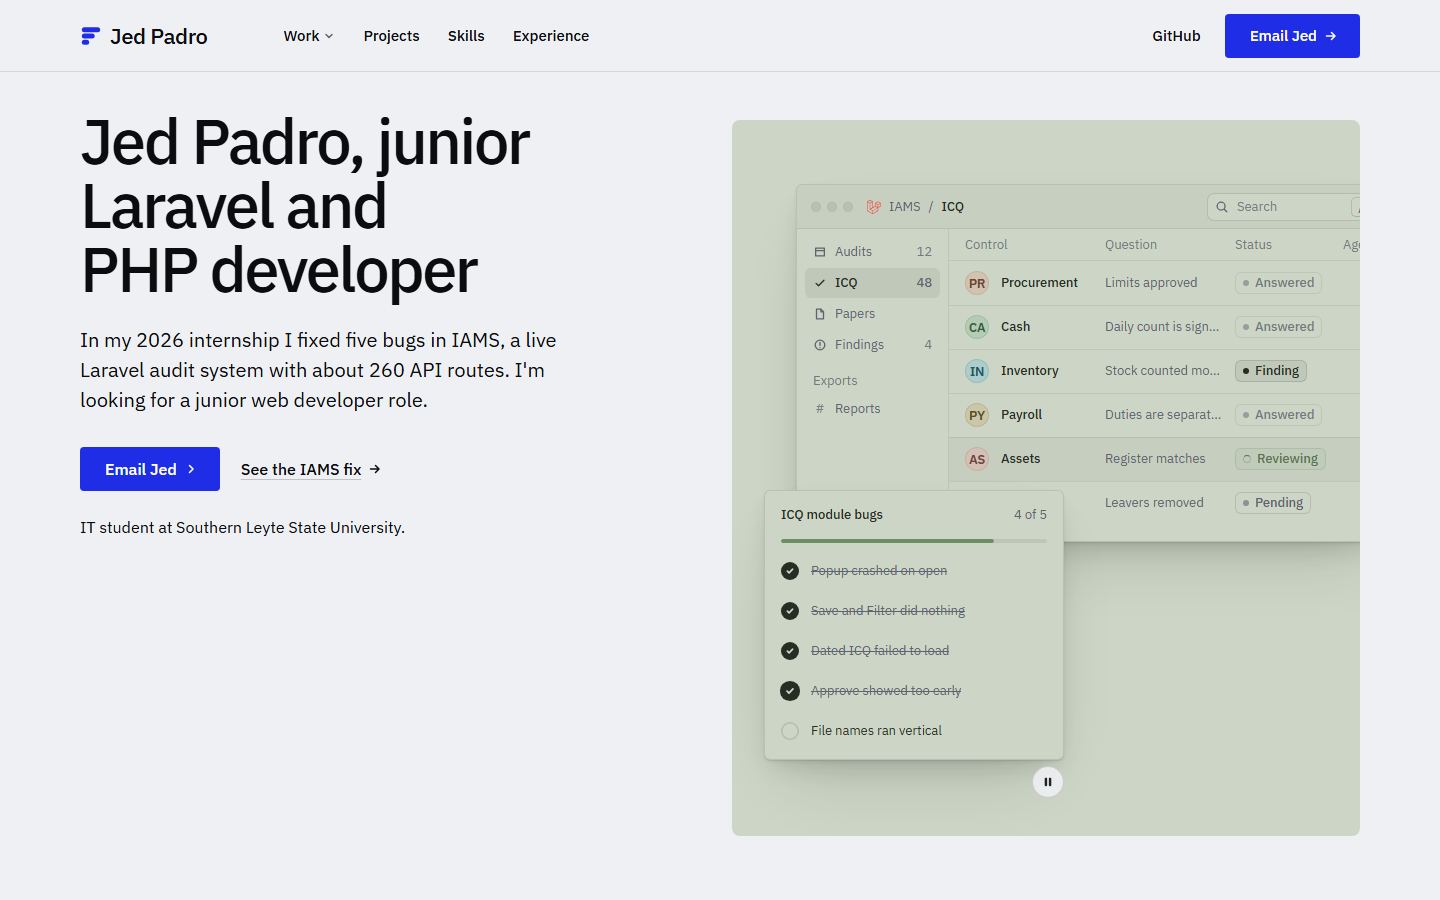 Jed Padro
Work
Projects
Skills
Experience
GitHub
Email Jed
Jed Padro, junior
Laravel and
PHP developer
In my 2026 internship I fixed five bugs in IAMS, a live
Laravel audit system with about 260 API routes. I'm
looking for a junior web developer role.
Email Jed
See the IAMS fix
IT student at Southern Leyte State University.
IAMS / ICQ
Search
Audits 12
ICQ 48
Papers
Findings 4
Exports
# Reports
Control Question Status
PR Procurement Limits approved Answered
CA Cash Daily count is sign... Answered
IN Inventory Stock counted mo... Finding
PY Payroll Duties are separat... Answered
AS Assets Register matches Reviewing
Leavers removed Pending
ICQ module bugs 4 of 5
Popup crashed on open
Save and Filter did nothing
Dated ICQ failed to load
Approve showed too early
File names ran vertical